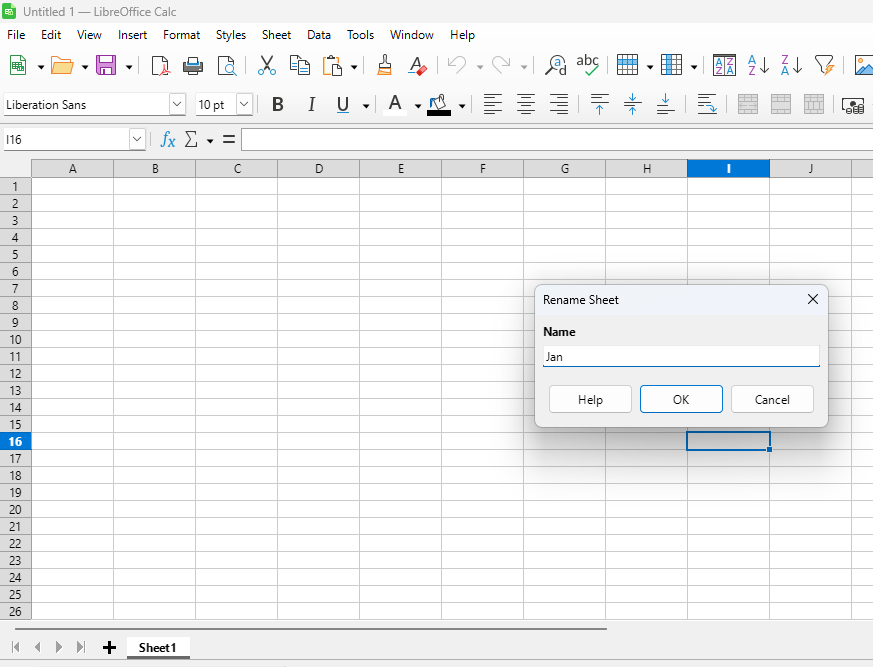 Untitled 1 — LibreOffice Calc
File Edit View Insert Format Styles Sheet Data Tools Window Help
abc
Liberation Sans 10 pt B I U A
I16 fx Σ =
A B C D E F G H I J
1
2
3
4
5
6
7
8
9
10
11
12
13
14
15
16
17
18
19
20
21
22
23
24
25
26
Rename Sheet
Name
Jan
Help OK Cancel
Sheet1